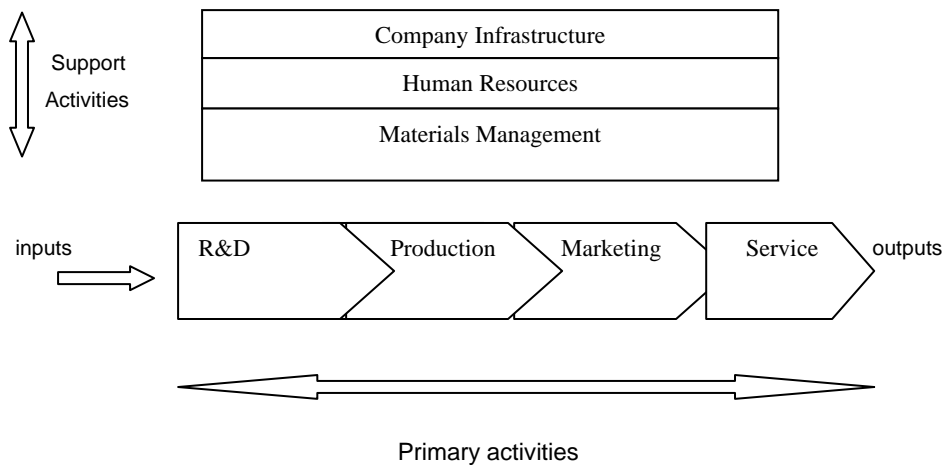 Company Infrastructure
Support
Activities
Human Resources
Materials Management
inputs
R&D
Production
Marketing
Service
outputs
Primary activities